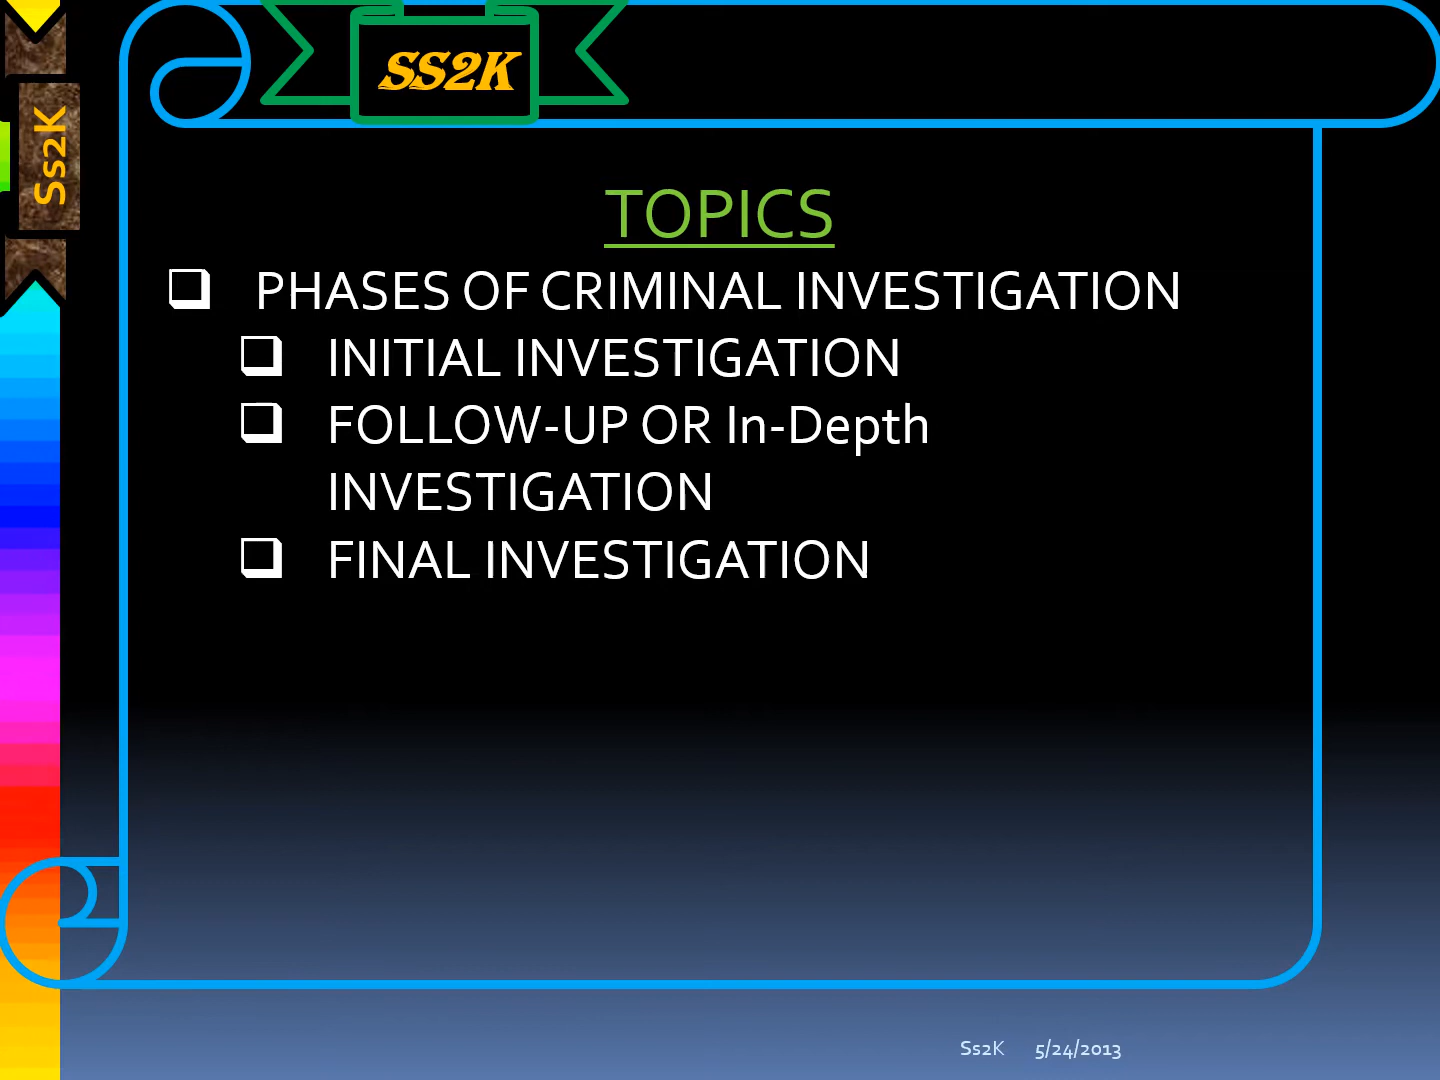 SS2K
Ss2K
TOPICS
❑ PHASES OF CRIMINAL INVESTIGATION
❑ INITIAL INVESTIGATION
❑ FOLLOW-UP OR In-Depth
INVESTIGATION
❑ FINAL INVESTIGATION
Ss2K 5/24/2013